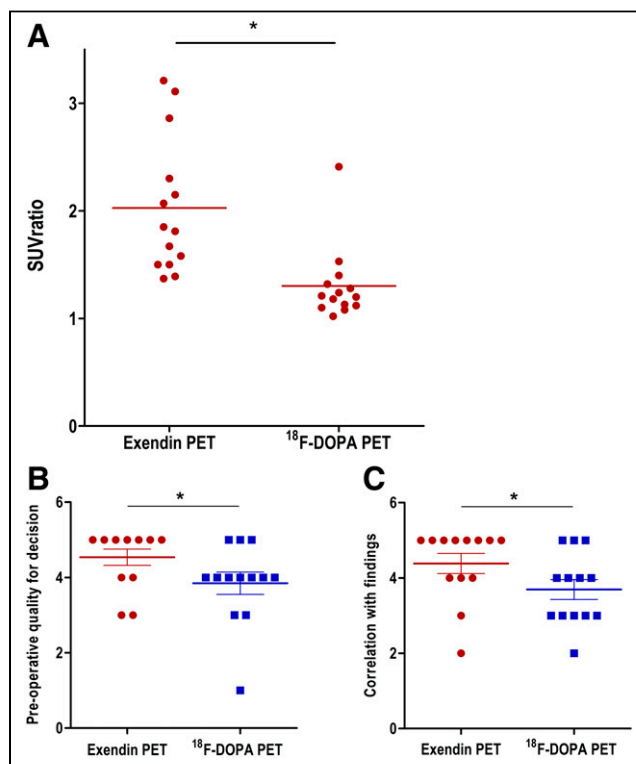 A
*
3
2
1
0
SUVratio
Exendin PET
18F-DOPA PET
B
*
6
4
2
0
Pre-operative quality for decision
Exendin PET
18F-DOPA PET
C
*
6
4
2
0
Correlation with findings
Exendin PET
18F-DOPA PET